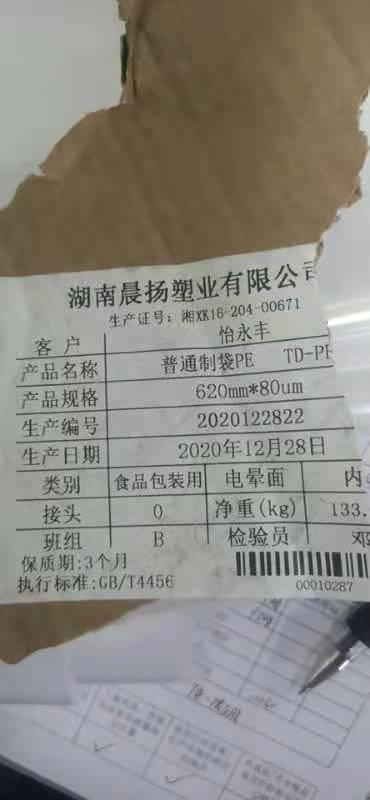 湖南晨扬塑业有限公司
生产证号：湘XK16-204-00671
客户 怡永丰
产品名称 普通制袋PE TD-PE
产品规格 620mm*80um
生产编号 2020122822
生产日期 2020年12月28日
类别 食品包装用 电晕面 内
接头 0 净重(kg) 133.
班组 B 检验员 邓
保质期:3个月
执行标准:GB/T4456
00010287